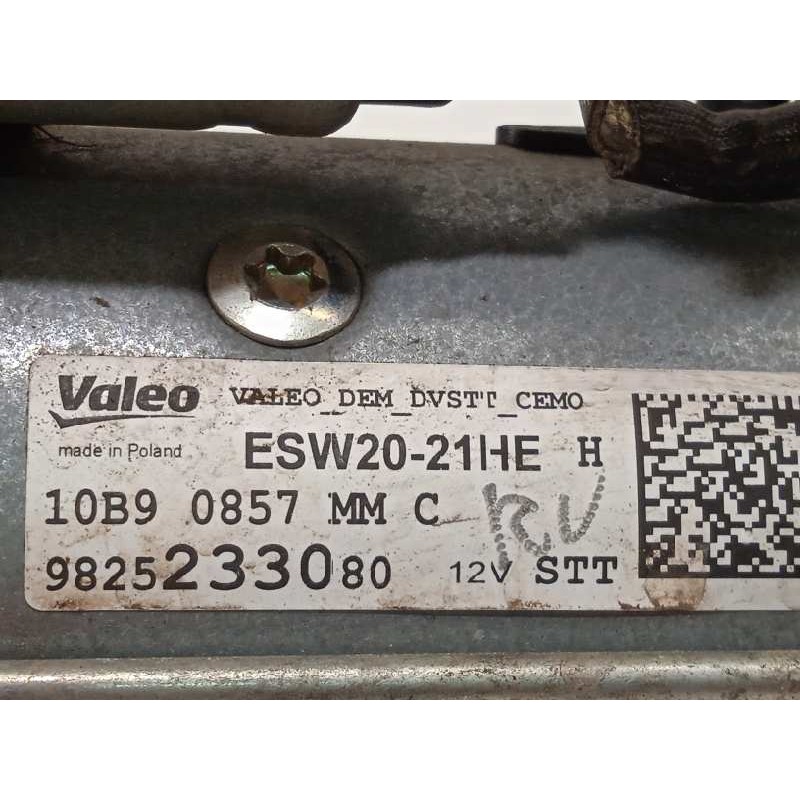 Valeo VALEO_DEM_DVSTT_CEMO
made in Poland ESW20-21HE H
10B9 0857 MM C
9825233080 12V STT